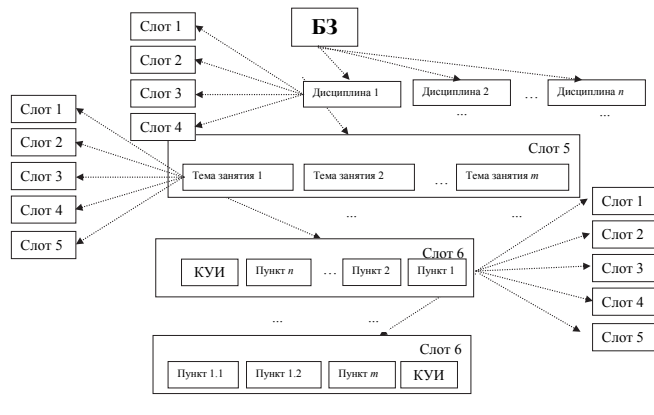 БЗ
Слот 1
Слот 2
Слот 3
Слот 4
Дисциплина 1
Дисциплина 2
...
Дисциплина n
...
...
Слот 1
Слот 2
Слот 3
Слот 4
Слот 5
Слот 5
Тема занятия 1
Тема занятия 2
...
Тема занятия m
...
...
Слот 6
КУИ
Пункт n
...
Пункт 2
Пункт 1
Слот 1
Слот 2
Слот 3
Слот 4
Слот 5
...
...
Слот 6
Пункт 1.1
Пункт 1.2
Пункт m
КУИ